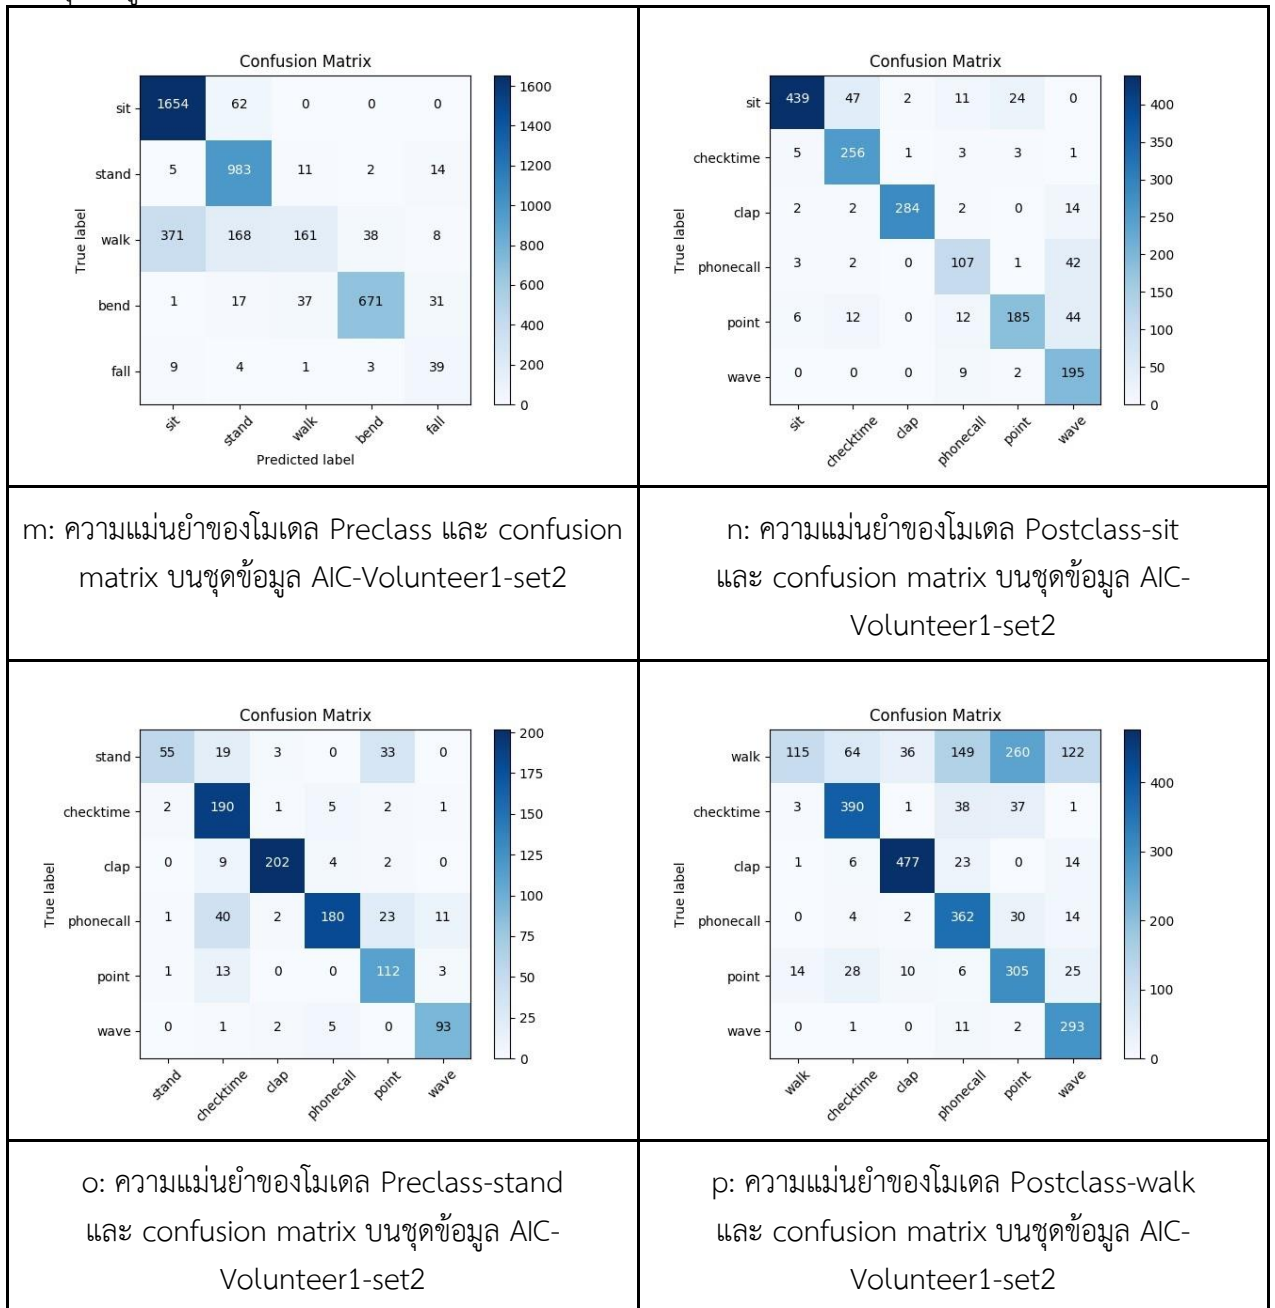 Confusion Matrix
sit 1654 62 0 0 0
stand 5 983 11 2 14
walk 371 168 161 38 8
bend 1 17 37 671 31
fall 9 4 1 3 39
sit stand walk bend fall
True label
Predicted label
1600
1400
1200
1000
800
600
400
200
0
Confusion Matrix
sit 439 47 2 11 24 0
checktime 5 256 1 3 3 1
clap 2 2 284 2 0 14
phonecall 3 2 0 107 1 42
point 6 12 0 12 185 44
wave 0 0 0 9 2 195
sit checktime clap phonecall point wave
True label
400
350
300
250
200
150
100
50
0
m: ความแม่นยำของโมเดล Preclass และ confusion
matrix บนชุดข้อมูล AIC-Volunteer1-set2
n: ความแม่นยำของโมเดล Postclass-sit
และ confusion matrix บนชุดข้อมูล AIC-
Volunteer1-set2
Confusion Matrix
stand 55 19 3 0 33 0
checktime 2 190 1 5 2 1
clap 0 9 202 4 2 0
phonecall 1 40 2 180 23 11
point 1 13 0 0 112 3
wave 0 1 2 5 0 93
stand checktime clap phonecall point wave
True label
200
175
150
125
100
75
50
25
0
Confusion Matrix
walk 115 64 36 149 260 122
checktime 3 390 1 38 37 1
clap 1 6 477 23 0 14
phonecall 0 4 2 362 30 14
point 14 28 10 6 305 25
wave 0 1 0 11 2 293
walk checktime clap phonecall point wave
True label
400
300
200
100
0
o: ความแม่นยำของโมเดล Preclass-stand
และ confusion matrix บนชุดข้อมูล AIC-
Volunteer1-set2
p: ความแม่นยำของโมเดล Postclass-walk
และ confusion matrix บนชุดข้อมูล AIC-
Volunteer1-set2